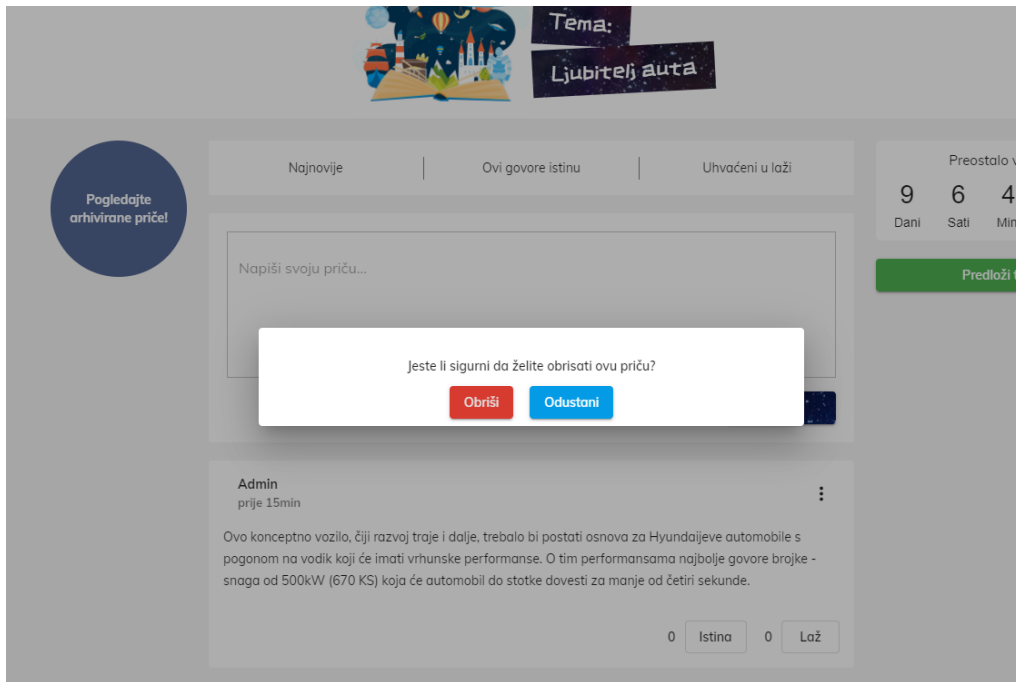 Tema:
Ljubitelj auta
Pogledajte
arhivirane priče!
Najnovije
Ovi govore istinu
Uhvaćeni u laži
Preostalo
9
6
4
Dani
Sati
Min
Predloži
Napiši svoju priču...
Jeste li sigurni da želite obrisati ovu priču?
Obriši
Odustani
Admin
prije 15min
Ovo konceptno vozilo, čiji razvoj traje i dalje, trebalo bi postati osnova za Hyundaijeve automobile s
pogonom na vodik koji će imati vrhunske performanse. O tim performansama najbolje govore brojke -
snaga od 500kW (670 KS) koja će automobil do stotke dovesti za manje od četiri sekunde.
0
Istina
0
Laž